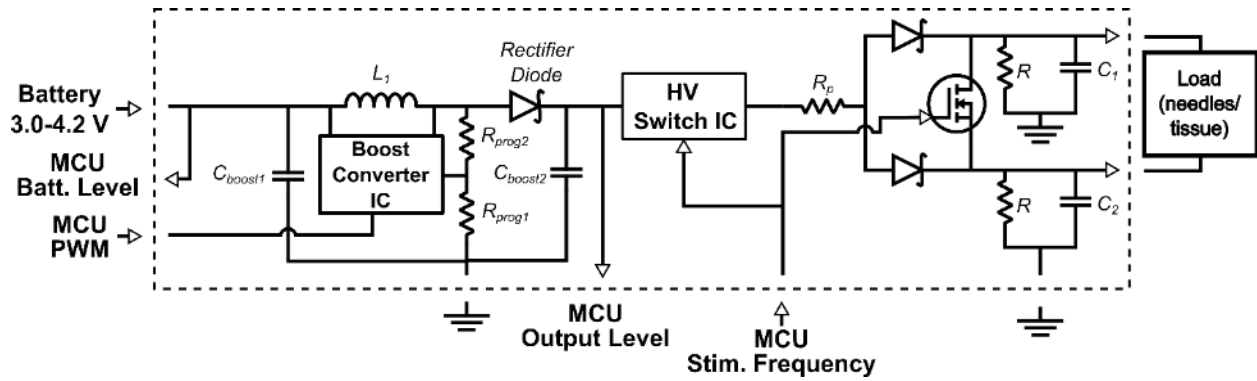 Battery
3.0-4.2 V
MCU
Batt. Level
MCU
PWM
L1
Cboost1
Boost
Converter
IC
Rprog2
Rprog1
Rectifier
Diode
Cboost2
MCU
Output Level
HV
Switch IC
MCU
Stim. Frequency
Rp
R
C1
R
C2
Load
(needles/
tissue)